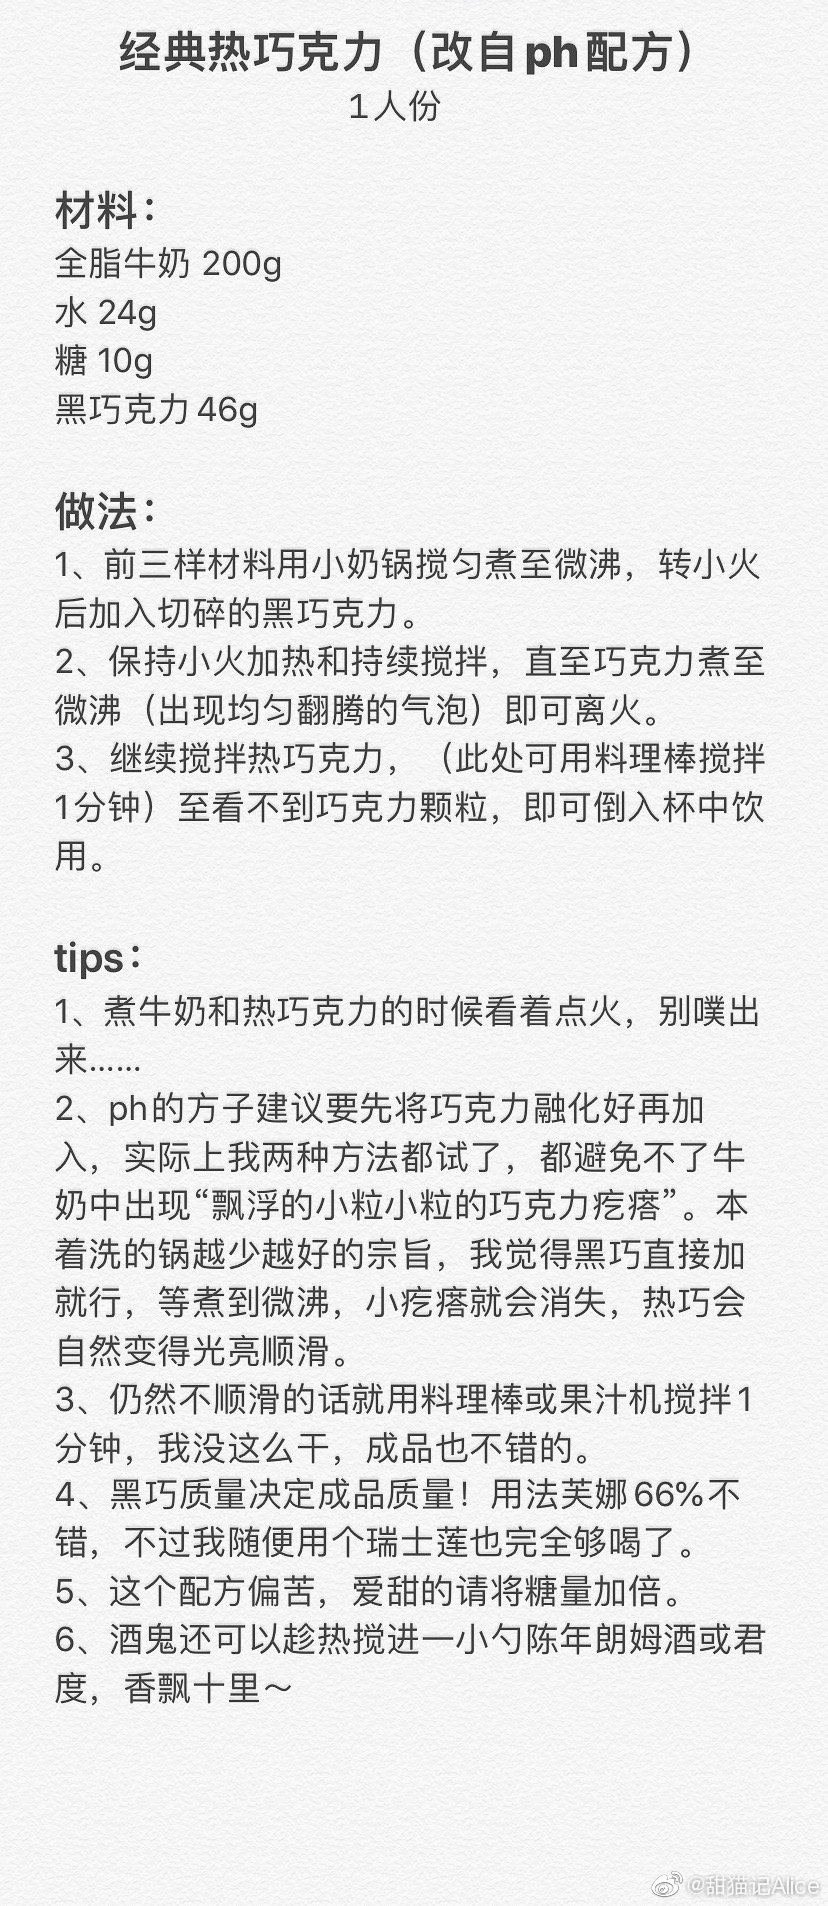 经典热巧克力（改自ph配方）
1人份
材料：
全脂牛奶 200g
水 24g
糖 10g
黑巧克力46g
做法：
1、前三样材料用小奶锅搅匀煮至微沸，转小火
后加入切碎的黑巧克力。
2、保持小火加热和持续搅拌，直至巧克力煮至
微沸（出现均匀翻腾的气泡）即可离火。
3、继续搅拌热巧克力，（此处可用料理棒搅拌
1分钟）至看不到巧克力颗粒，即可倒入杯中饮
用。
tips：
1、煮牛奶和热巧克力的时候看着点火，别噗出
来……
2、ph的方子建议要先将巧克力融化好再加
入，实际上我两种方法都试了，都避免不了牛
奶中出现“飘浮的小粒小粒的巧克力疙瘩”。本
着洗的锅越少越好的宗旨，我觉得黑巧直接加
就行，等煮到微沸，小疙瘩就会消失，热巧会
自然变得光亮顺滑。
3、仍然不顺滑的话就用料理棒或果汁机搅拌1
分钟，我没这么干，成品也不错的。
4、黑巧质量决定成品质量！用法芙娜66%不
错，不过我随便用个瑞士莲也完全够喝了。
5、这个配方偏苦，爱甜的请将糖量加倍。
6、酒鬼还可以趁热搅进一小勺陈年朗姆酒或君
度，香飘十里～
@甜猫记Alice